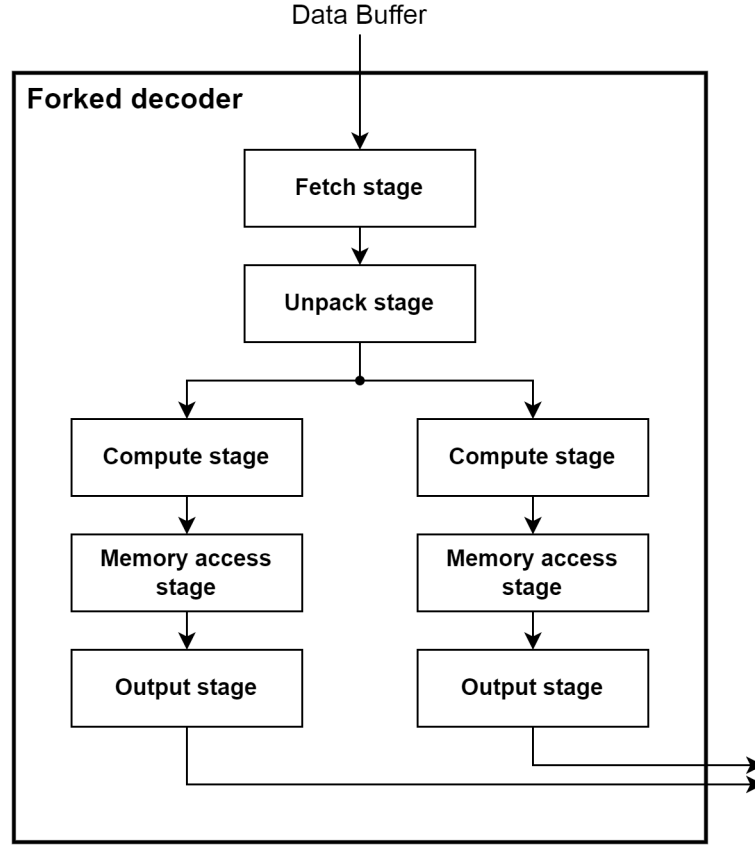 Data Buffer
Forked decoder
Fetch stage
Unpack stage
Compute stage
Compute stage
Memory access
stage
Memory access
stage
Output stage
Output stage